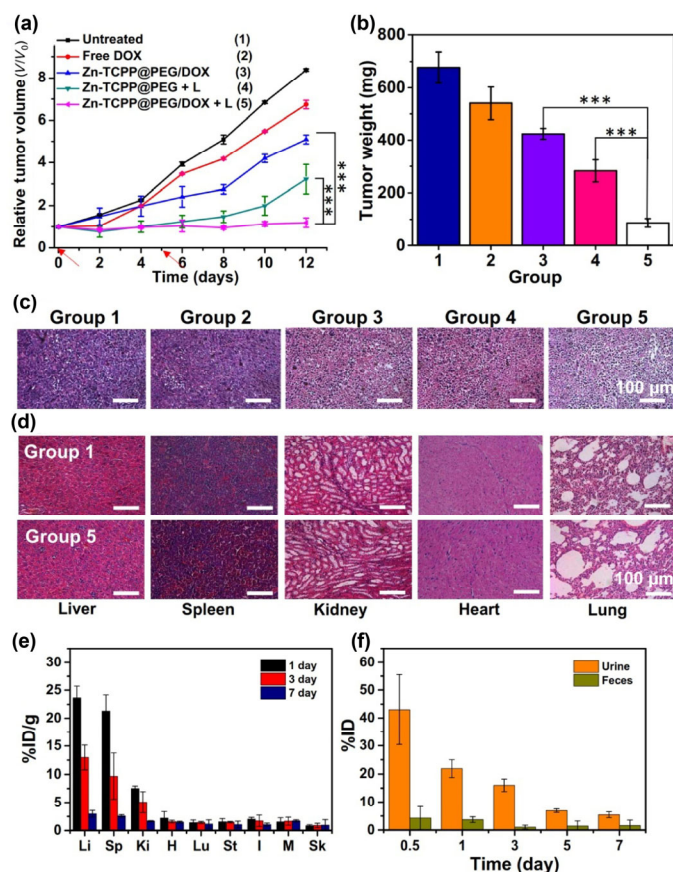 (a)
Relative tumor volume (V/V0)
8
6
4
2
0
Untreated (1)
Free DOX (2)
Zn-TCPP@PEG/DOX (3)
Zn-TCPP@PEG + L (4)
Zn-TCPP@PEG/DOX + L (5)
***
***
0 2 4 6 8 10 12
Time (days)
(b)
Tumor weight (mg)
800
600
400
200
0
***
***
1 2 3 4 5
Group
(c)
Group 1 Group 2 Group 3 Group 4 Group 5
100 μm
(d)
Group 1
Group 5
100 μm
Liver Spleen Kidney Heart Lung
(e)
%ID/g
30
25
20
15
10
5
0
1 day
3 day
7 day
Li Sp Ki H Lu St I M Sk
(f)
%ID
60
50
40
30
20
10
0
Urine
Feces
0.5 1 3 5 7
Time (day)